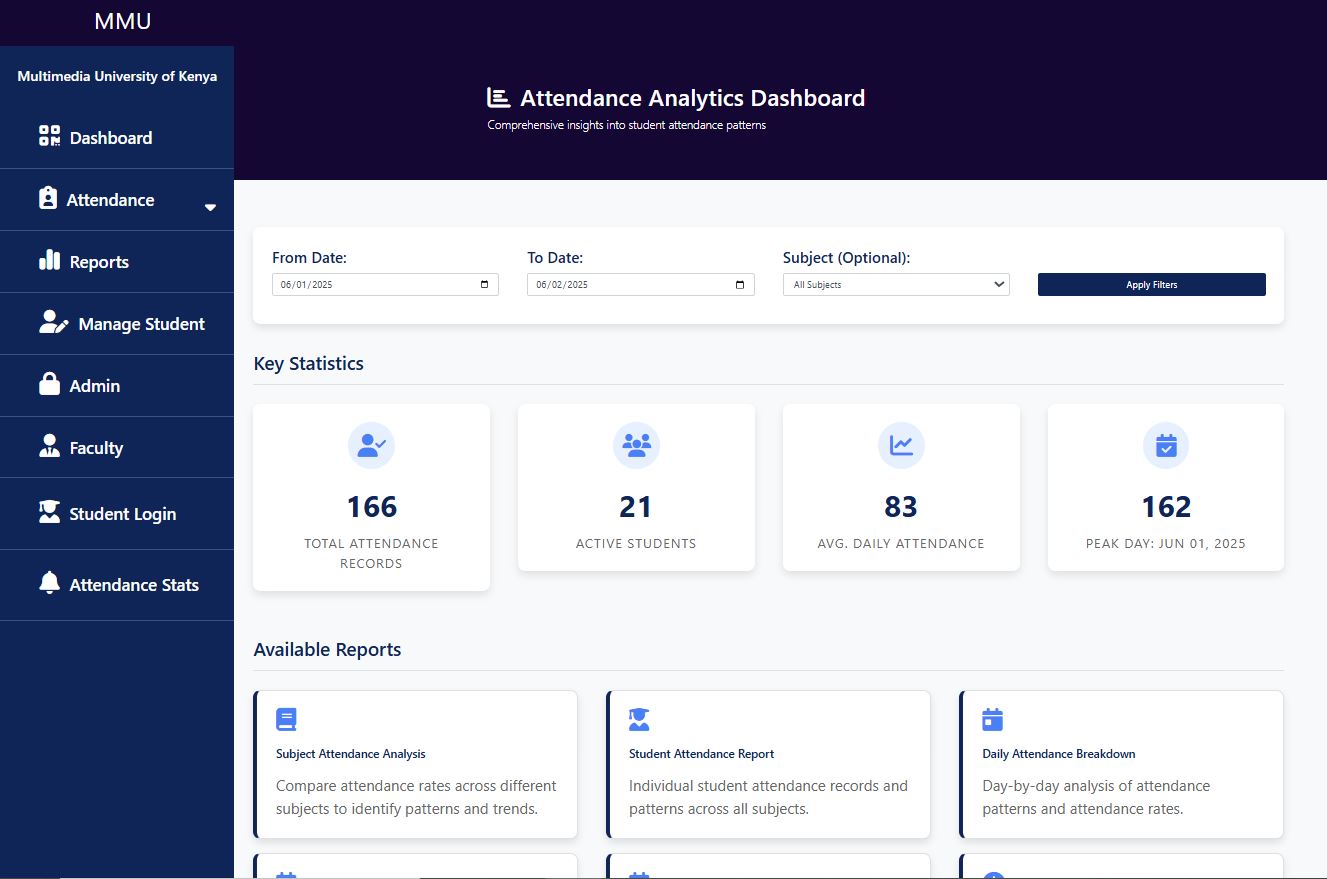 MMU
Multimedia University of Kenya
Dashboard
Attendance
Reports
Manage Student
Admin
Faculty
Student Login
Attendance Stats
Attendance Analytics Dashboard
Comprehensive insights into student attendance patterns
From Date:
06/01/2025
To Date:
06/02/2025
Subject (Optional):
All Subjects
Apply Filters
Key Statistics
166
TOTAL ATTENDANCE
RECORDS
21
ACTIVE STUDENTS
83
AVG. DAILY ATTENDANCE
162
PEAK DAY: JUN 01, 2025
Available Reports
Subject Attendance Analysis
Compare attendance rates across different
subjects to identify patterns and trends.
Student Attendance Report
Individual student attendance records and
patterns across all subjects.
Daily Attendance Breakdown
Day-by-day analysis of attendance
patterns and attendance rates.